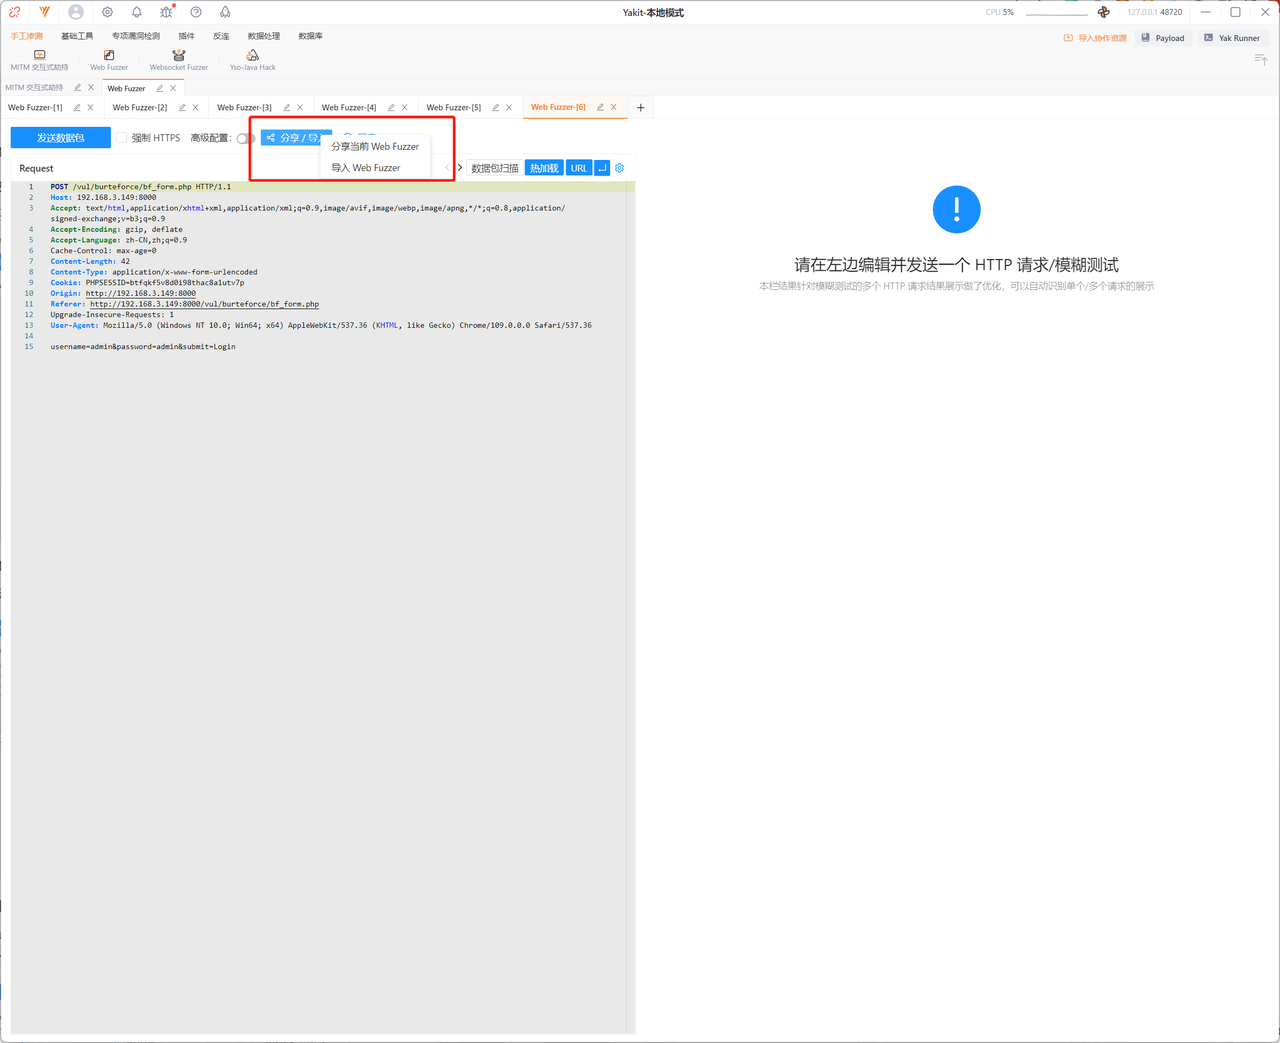 Yakit-本地模式
CPU 5%
127.0.0.1 48720
手工渗测 基础工具 专项漏洞检测 插件 反连 数据处理 数据库
导入协作资源 Payload Yak Runner
MITM 交互式劫持 Web Fuzzer Websocket Fuzzer Yso-Java Hack
MITM 交互式劫持 Web Fuzzer
Web Fuzzer-[1] Web Fuzzer-[2] Web Fuzzer-[3] Web Fuzzer-[4] Web Fuzzer-[5] Web Fuzzer-[6]
发送数据包 强制 HTTPS 高级配置: 分享 / 导
分享当前 Web Fuzzer
导入 Web Fuzzer
Request 数据包扫描 热加载 URL
1 POST /vul/burteforce/bf_form.php HTTP/1.1
2 Host: 192.168.3.149:8000
3 Accept: text/html,application/xhtml+xml,application/xml;q=0.9,image/avif,image/webp,image/apng,*/*;q=0.8,application/
signed-exchange;v=b3;q=0.9
4 Accept-Encoding: gzip, deflate
5 Accept-Language: zh-CN,zh;q=0.9
6 Cache-Control: max-age=0
7 Content-Length: 42
8 Content-Type: application/x-www-form-urlencoded
9 Cookie: PHPSESSID=btfqkf5v8d0i98thac8a1utv7p
10 Origin: http://192.168.3.149:8000
11 Referer: http://192.168.3.149:8000/vul/burteforce/bf_form.php
12 Upgrade-Insecure-Requests: 1
13 User-Agent: Mozilla/5.0 (Windows NT 10.0; Win64; x64) AppleWebKit/537.36 (KHTML, like Gecko) Chrome/109.0.0.0 Safari/537.36
14
15 username=admin&password=admin&submit=Login
请在左边编辑并发送一个 HTTP 请求/模糊测试
本栏结果针对模糊测试的多个 HTTP 请求结果展示做了优化，可以自动识别单个/多个请求的展示